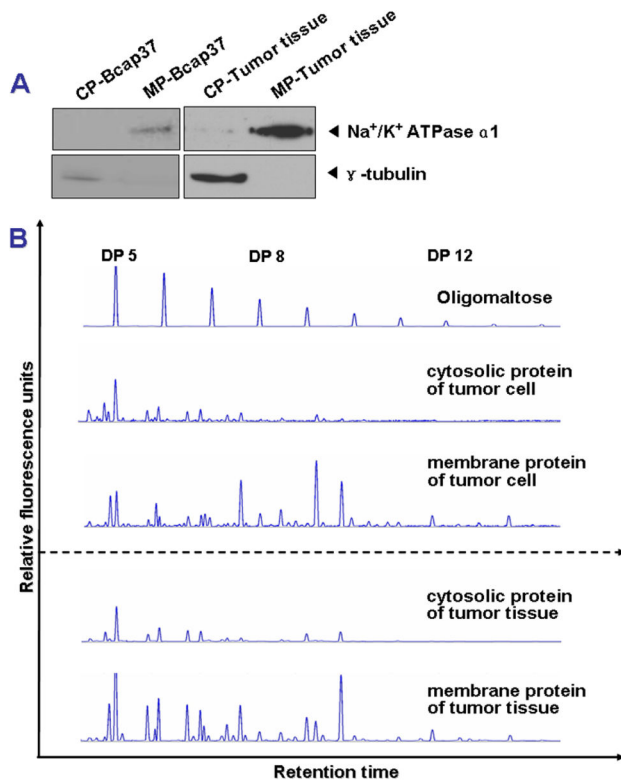 A
CP-Bcap37
MP-Bcap37
CP-Tumor tissue
MP-Tumor tissue
◄ Na⁺/K⁺ ATPase α1
◄ ɣ-tubulin
B
DP 5
DP 8
DP 12
Oligomaltose
cytosolic protein
of tumor cell
membrane protein
of tumor cell
cytosolic protein
of tumor tissue
membrane protein
of tumor tissue
Relative fluorescence units
Retention time